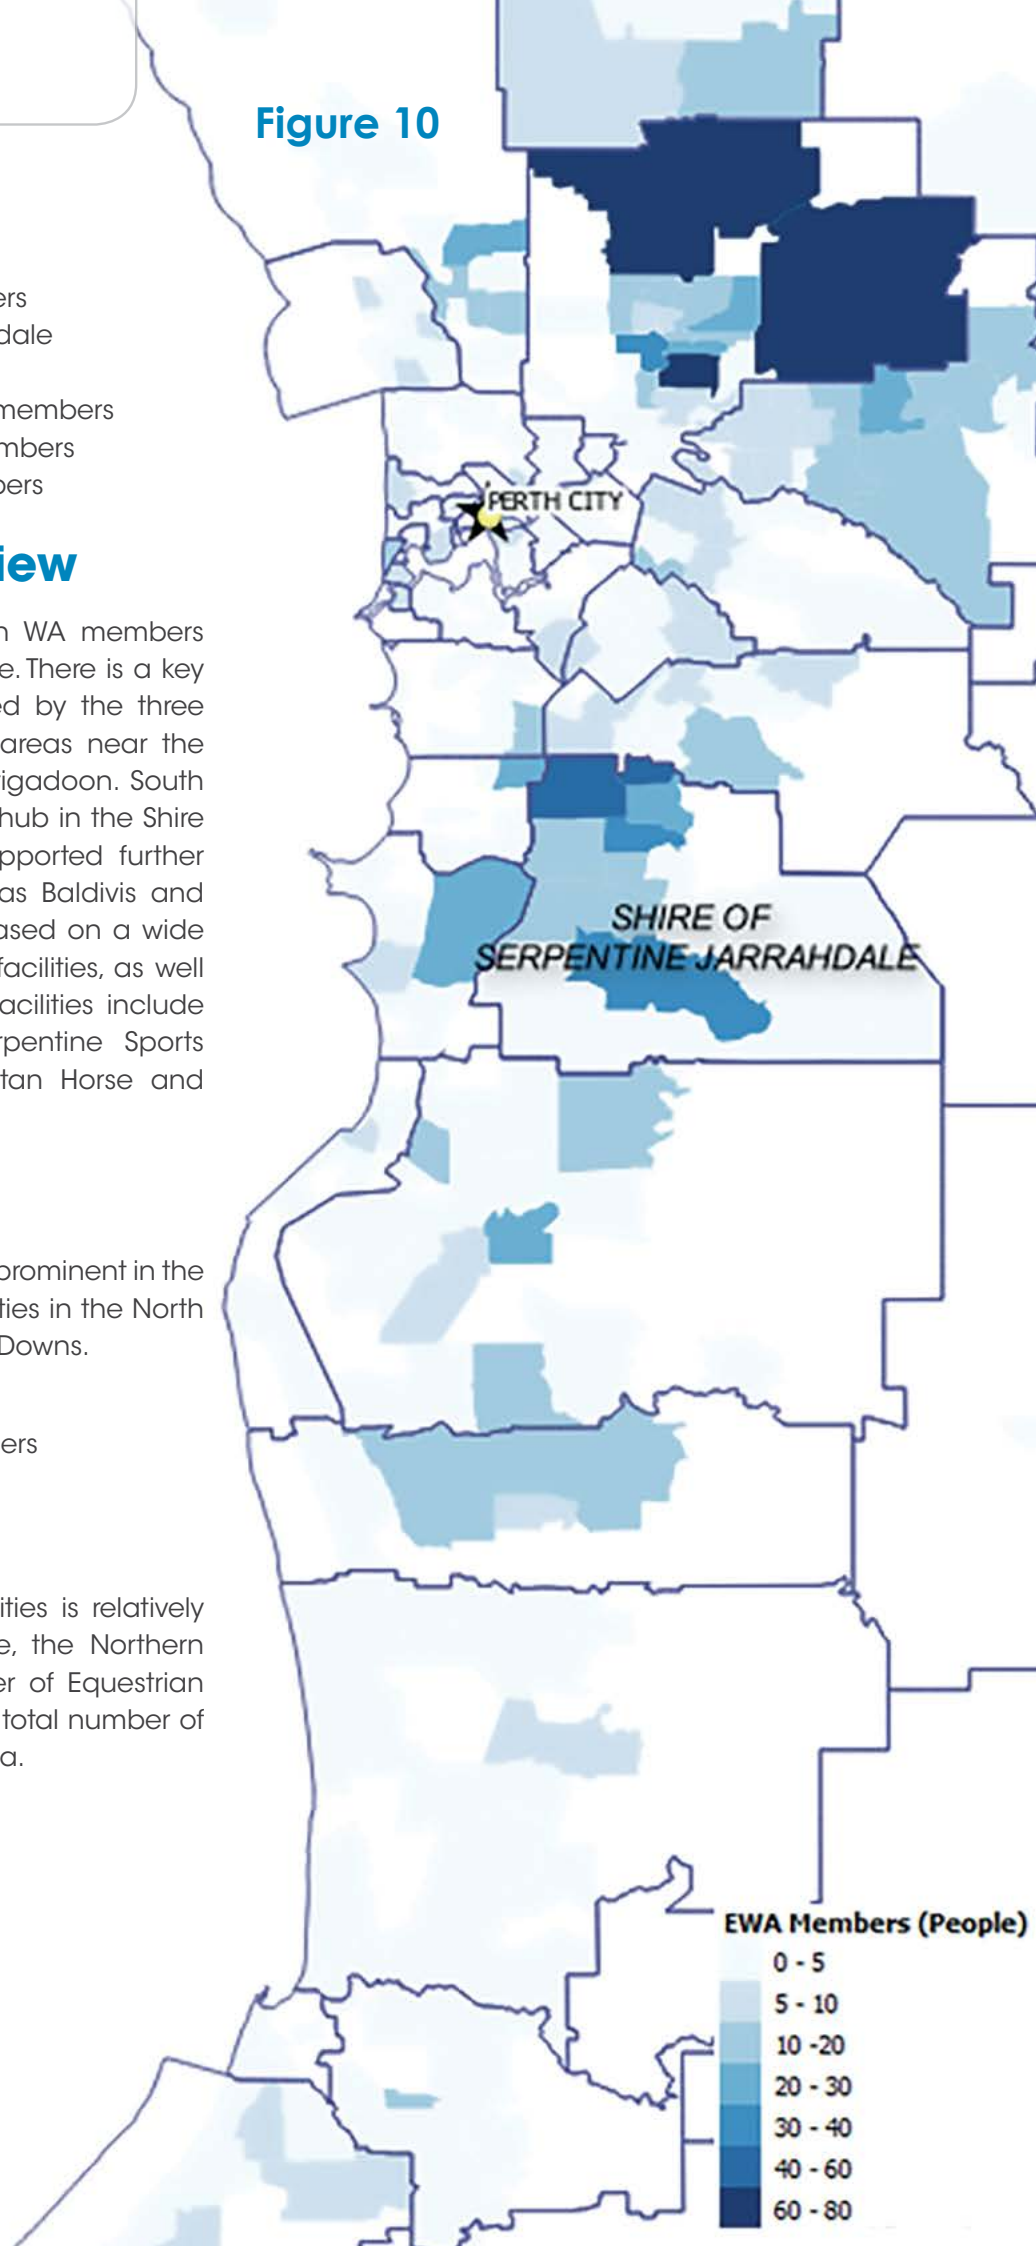 Figure 10
ers
dale
members
mbers
bers
iew
n WA members
e. There is a key
ed by the three
areas near the
rigadoon. South
hub in the Shire
pported further
as Baldivis and
ased on a wide
facilities, as well
acilities include
rpentine Sports
tan Horse and
prominent in the
ties in the North
Downs.
ers
ities is relatively
e, the Northern
er of Equestrian
total number of
a.
PERTH CITY
SHIRE OF
SERPENTINE JARRAHDALE
EWA Members (People)
0 - 5
5 - 10
10 -20
20 - 30
30 - 40
40 - 60
60 - 80